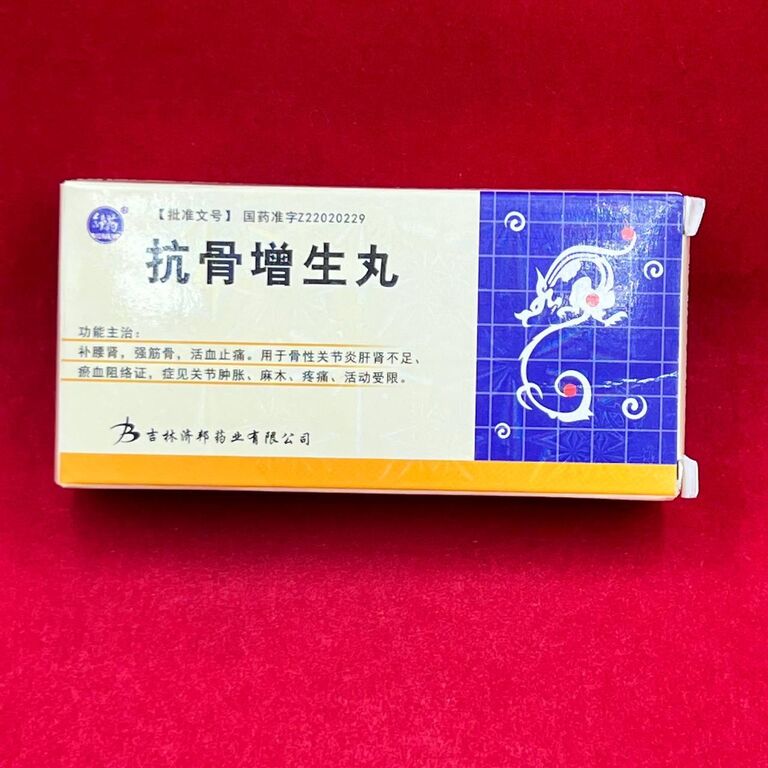 【批准文号】 国药准字Z22020229
抗骨增生丸
功能主治：
补腰肾，强筋骨，活血止痛。用于骨性关节炎肝肾不足、
瘀血阻络证，症见关节肿胀、麻木、疼痛、活动受限。
吉林济邦药业有限公司